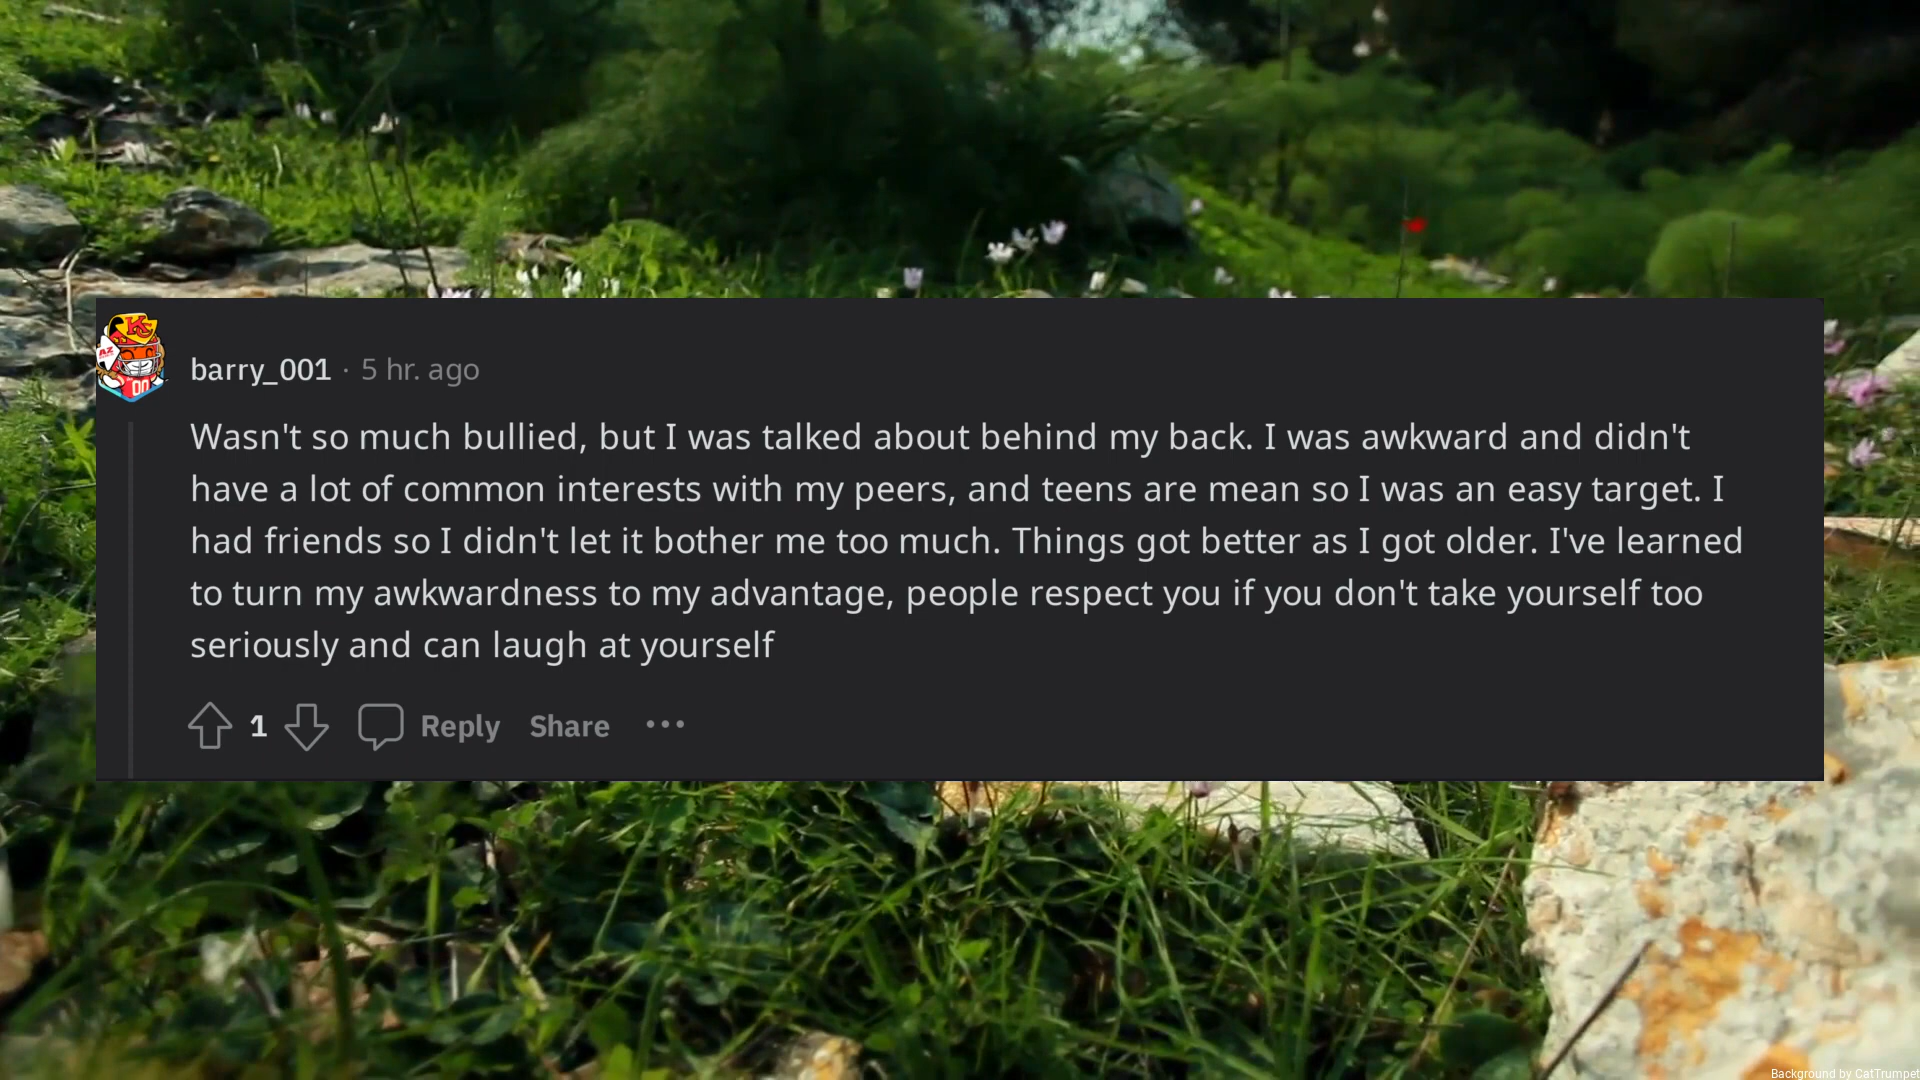 barry_001 · 5 hr. ago
Wasn't so much bullied, but I was talked about behind my back. I was awkward and didn't
have a lot of common interests with my peers, and teens are mean so I was an easy target. I
had friends so I didn't let it bother me too much. Things got better as I got older. I've learned
to turn my awkwardness to my advantage, people respect you if you don't take yourself too
seriously and can laugh at yourself
1 Reply Share ···
KC
AZ
00
Background by CatTrumpet